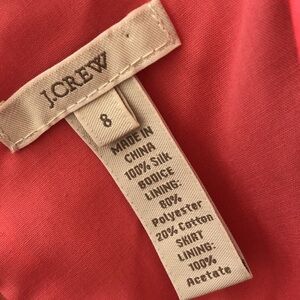 J.CREW
8
MADE IN
CHINA
100% Silk
BODICE
LINING:
80%
Polyester
20% Cotton
SKIRT
LINING:
100%
Acetate